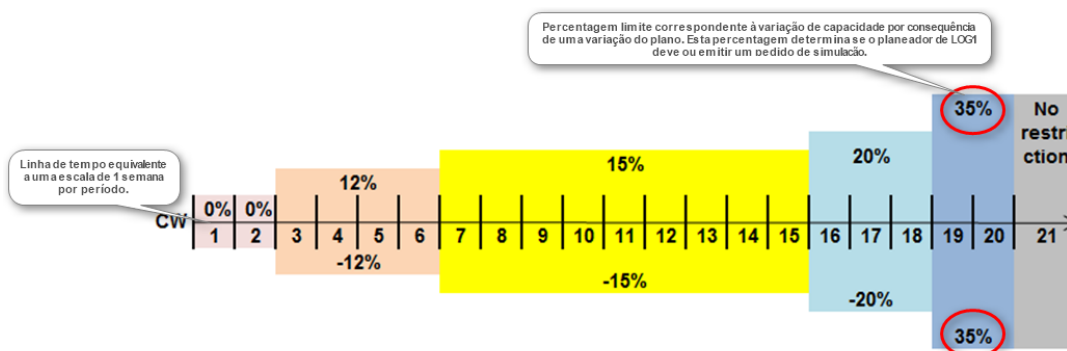 Percentagem limite correspondente à variação de capacidade por consequência
de uma variação do plano. Esta percentagem determina se o planeador de LOG1
deve ou emitir um pedido de simulação.
35%
No
restri
ction
20%
15%
Linha de tempo equivalente
a uma escala de 1 semana
por período.
12%
0% 0%
CW
1 2 3 4 5 6 7 8 9 10 11 12 13 14 15 16 17 18 19 20 21
-12%
-15%
-20%
35%